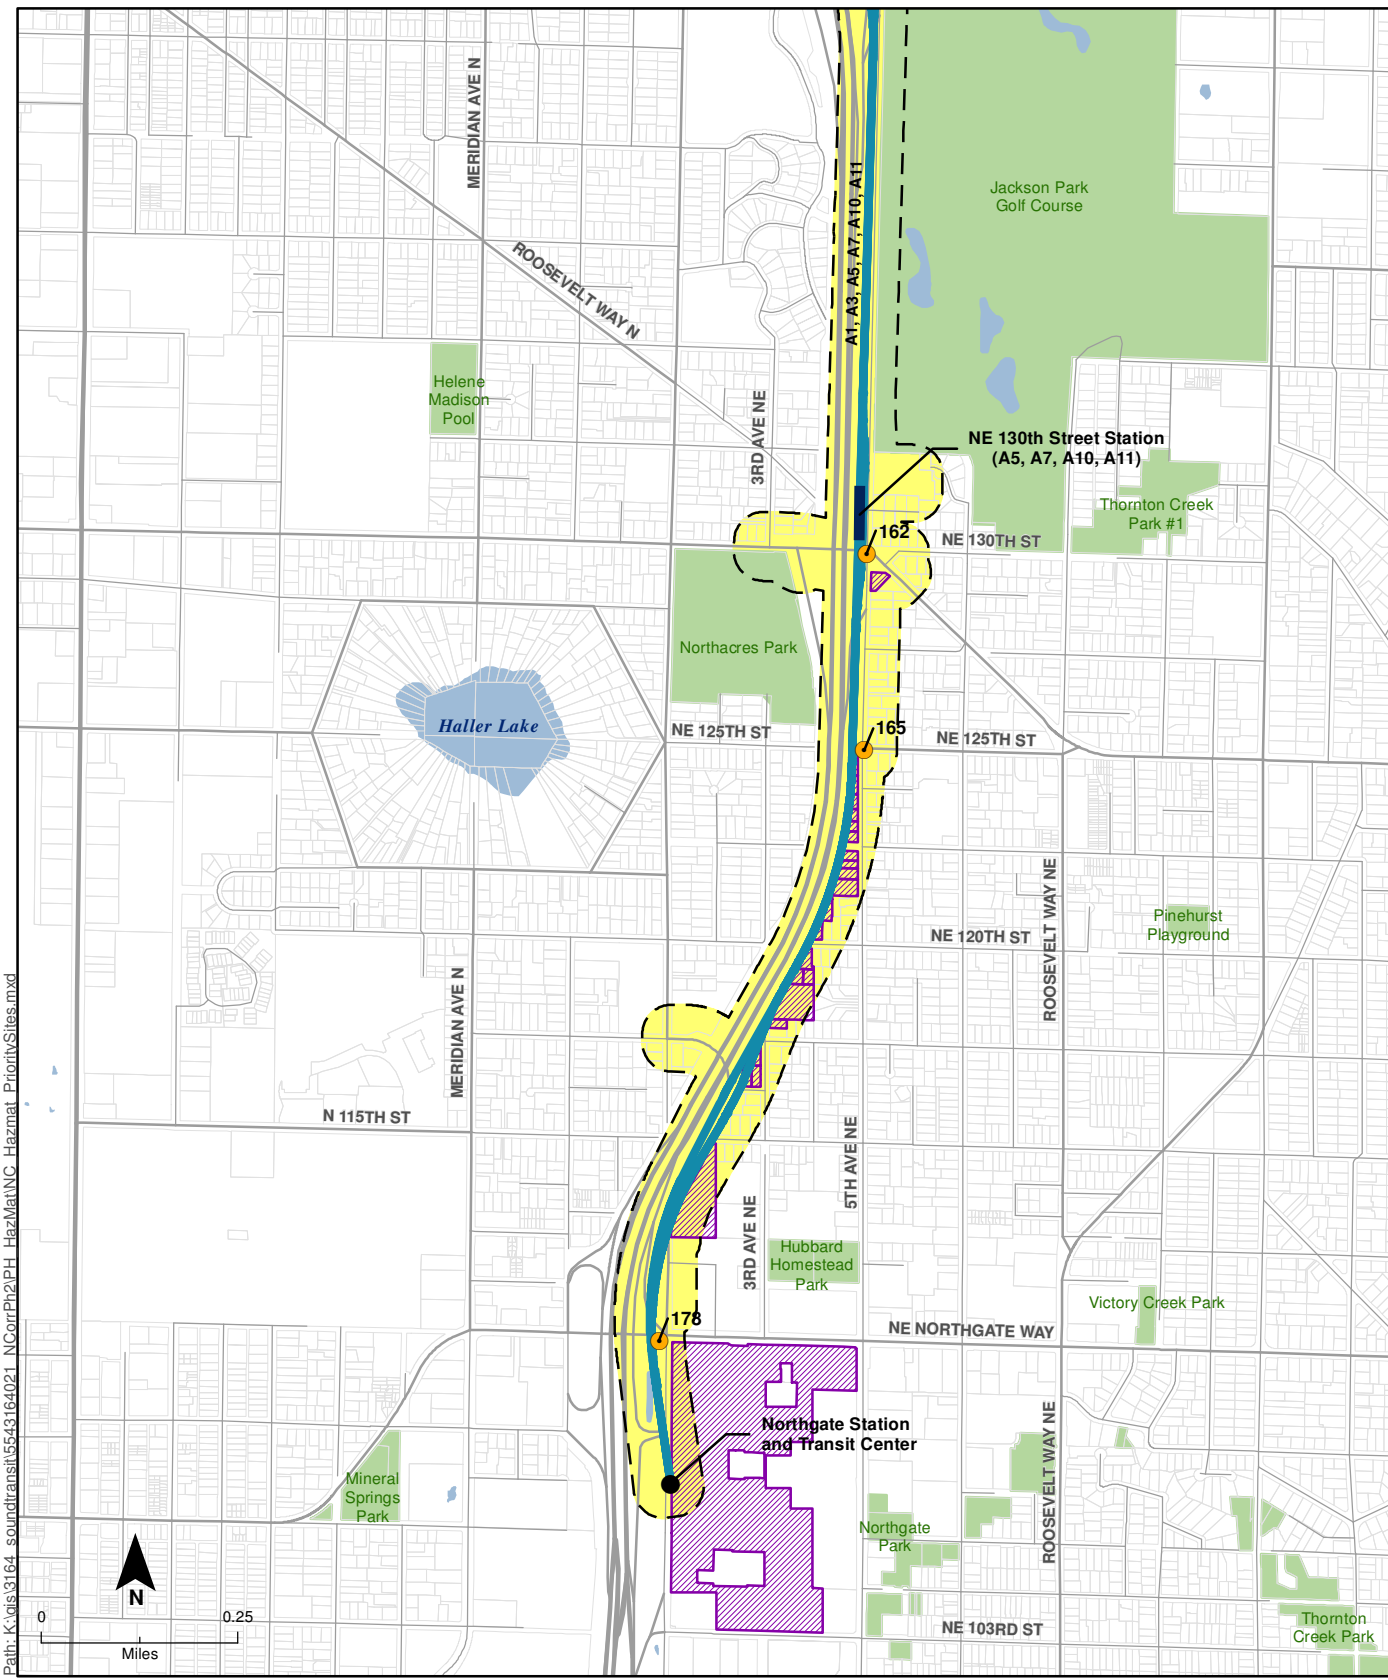 MERIDIAN AVE N
ROOSEVELT WAY N
A1, A3, A5, A7, A10, A11
Jackson Park
Golf Course
Helene
Madison
Pool
3RD AVE NE
NE 130th Street Station
(A5, A7, A10, A11)
Thornton Creek
Park #1
162
NE 130TH ST
Northacres Park
Haller Lake
NE 125TH ST
165
NE 125TH ST
ROOSEVELT WAY NE
Pinehurst
Playground
NE 120TH ST
MERIDIAN AVE N
N 115TH ST
5TH AVE NE
3RD AVE NE
Hubbard
Homestead
Park
Victory Creek Park
178
NE NORTHGATE WAY
Northgate Station
and Transit Center
ROOSEVELT WAY NE
Mineral
Springs
Park
Northgate
Park
N
0
0.25
Miles
NE 103RD ST
Thornton
Creek Park
Path: K:\gis\3164_soundtransit\5543164021_NCorrPh2\PH_HazMat\NC_Hazmat_PrioritySites.mxd